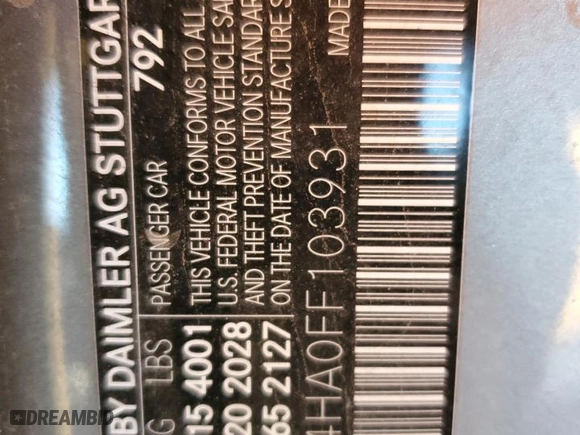 BY DAIMLER AG STUTTGAR
792
G LBS PASSENGER CAR
15 4001 THIS VEHICLE CONFORMS TO ALL
20 2028 U.S. FEDERAL MOTOR VEHICLE SA
65 2127 AND THEFT PREVENTION STANDAR
ON THE DATE OF MANUFACTURE S
4HA0FF103931
MADE
DREAMBID